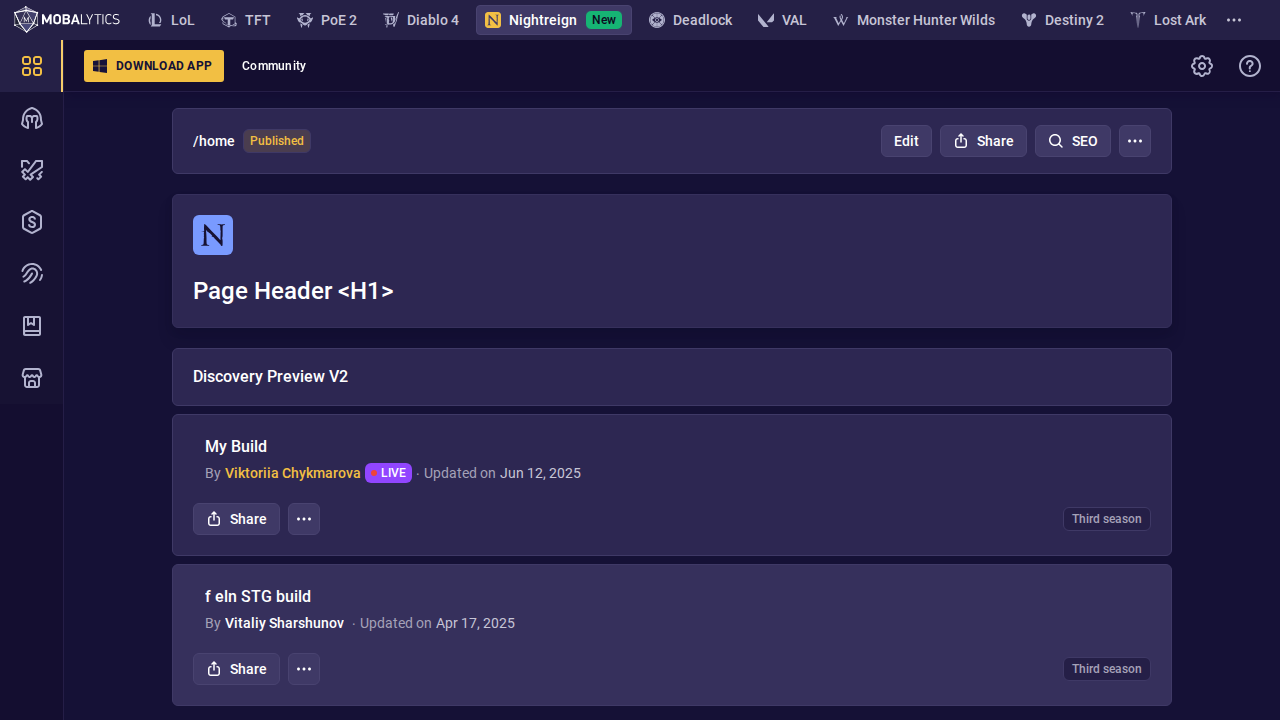 MOBALYTICS LoL TFT PoE 2 Diablo 4 Nightreign New Deadlock VAL Monster Hunter Wilds Destiny 2 Lost Ark
DOWNLOAD APP Community
/home Published Edit Share SEO
N
Page Header <H1>
Discovery Preview V2
My Build
By Viktoriia Chykmarova LIVE · Updated on Jun 12, 2025
Share Third season
f eln STG build
By Vitaliy Sharshunov · Updated on Apr 17, 2025
Share Third season